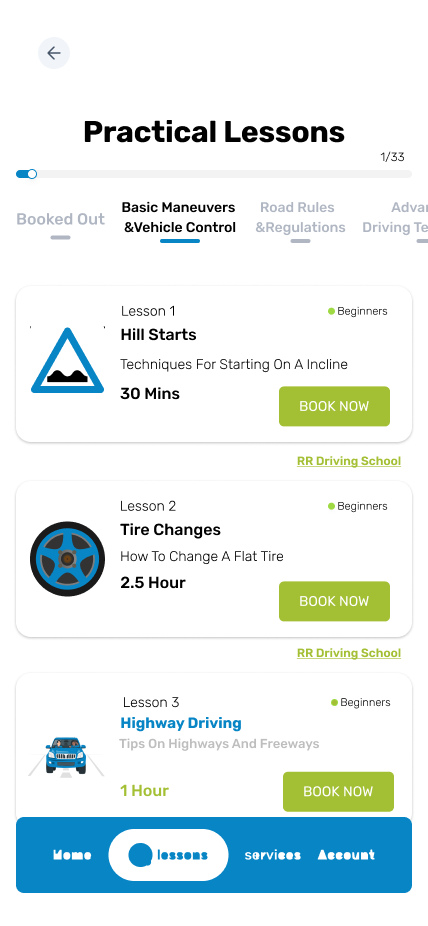 Practical Lessons
1/33
Booked Out
Basic Maneuvers
&Vehicle Control
Road Rules
&Regulations
Advan
Driving Te
Lesson 1
Beginners
Hill Starts
Techniques For Starting On A Incline
30 Mins
BOOK NOW
RR Driving School
Lesson 2
Beginners
Tire Changes
How To Change A Flat Tire
2.5 Hour
BOOK NOW
RR Driving School
Lesson 3
Beginners
Highway Driving
Tips On Highways And Freeways
1 Hour
BOOK NOW
Home
lessons
services
Account